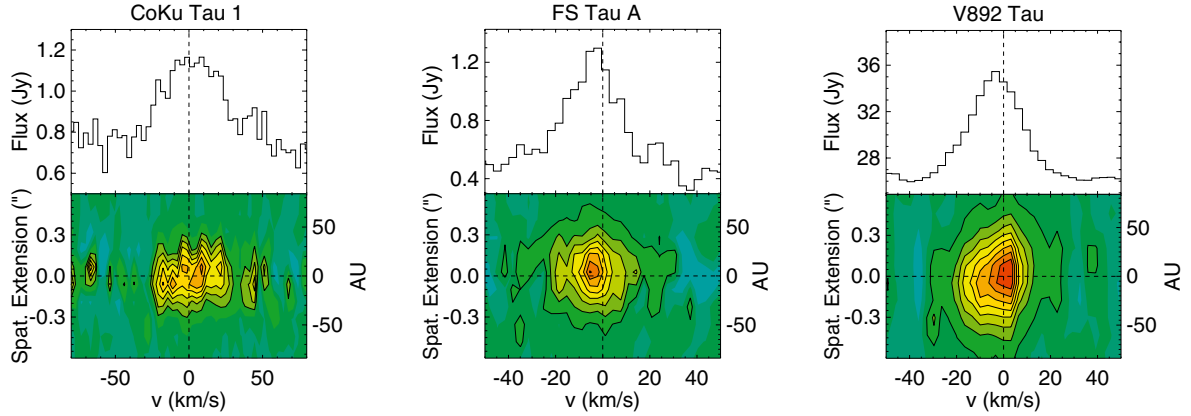 CoKu Tau 1
FS Tau A
V892 Tau
Flux (Jy)
1.2
1.0
0.8
0.6
Flux (Jy)
1.2
0.8
0.4
Flux (Jy)
36
32
28
Spat. Extension (")
0.3
0.0
-0.3
50
0
-50
AU
Spat. Extension (")
0.3
0.0
-0.3
50
0
-50
AU
Spat. Extension (")
0.3
0.0
-0.3
50
0
-50
AU
-50 0 50
v (km/s)
-40 -20 0 20 40
v (km/s)
-40 -20 0 20 40
v (km/s)